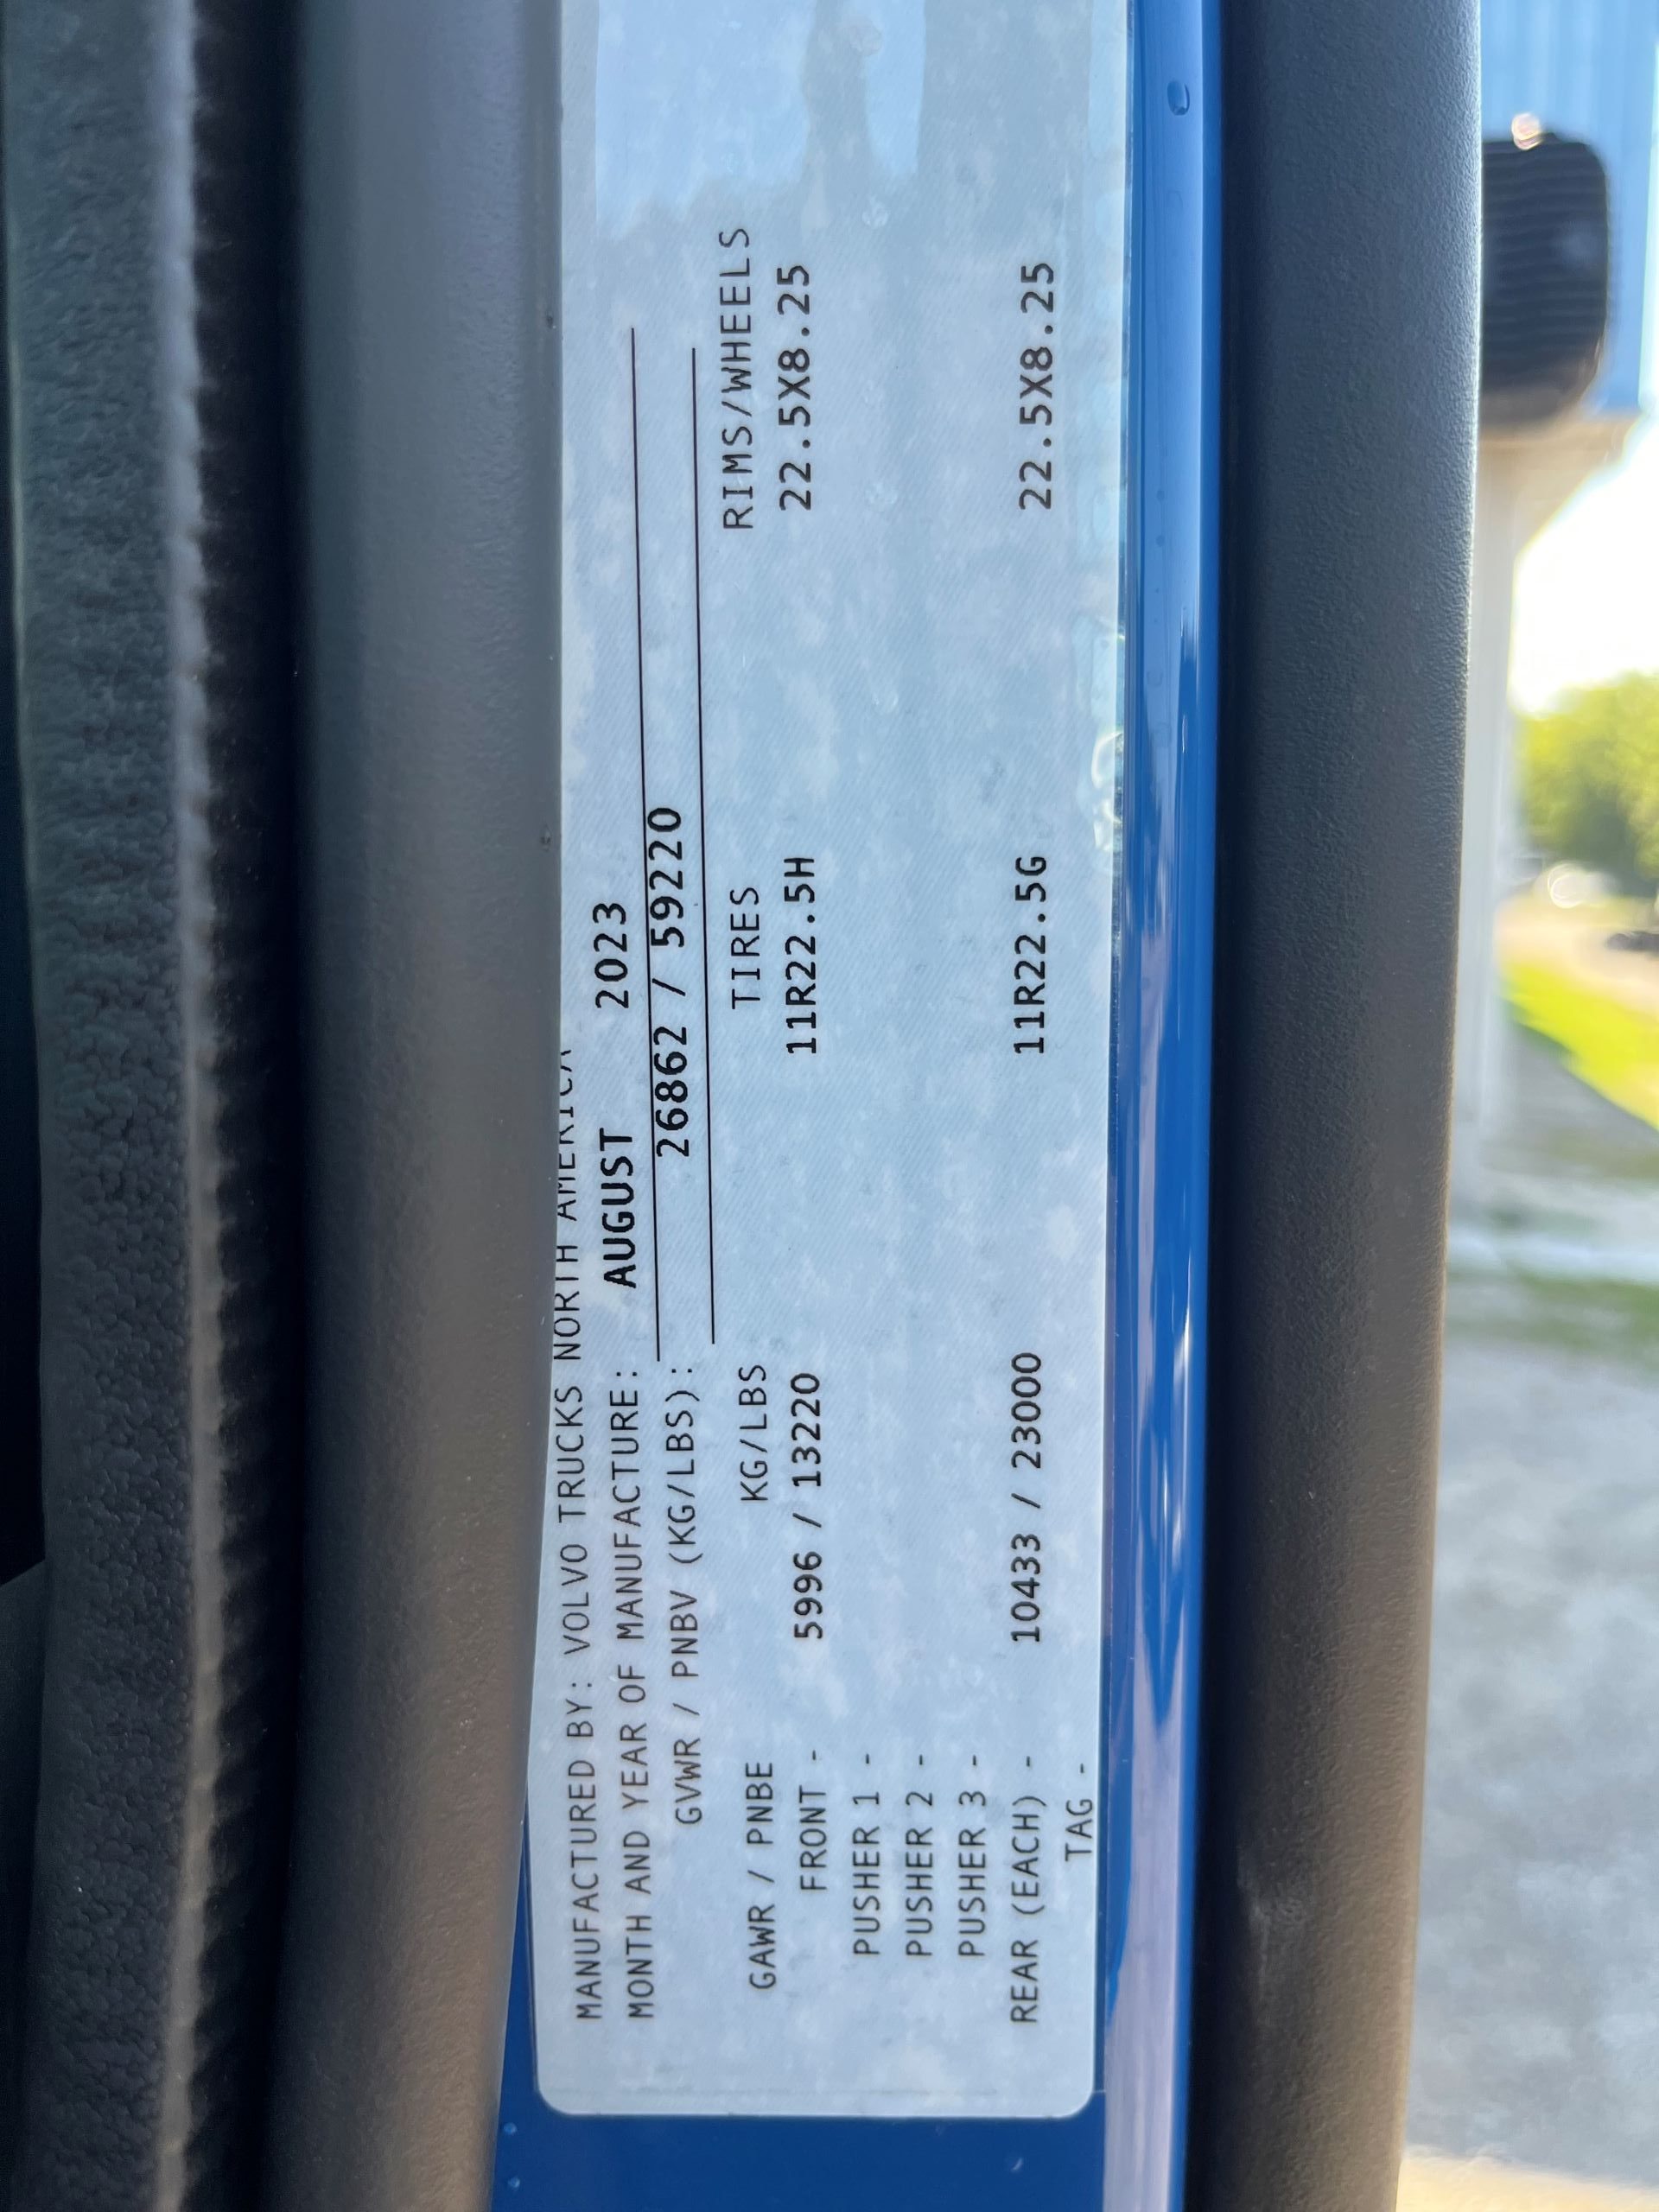 MANUFACTURED BY: VOLVO TRUCKS NORTH AMERICA
MONTH AND YEAR OF MANUFACTURE: AUGUST 2023
GVWR / PNBV (KG/LBS): 26862 / 59220
GAWR / PNBE KG/LBS TIRES RIMS/WHEELS
FRONT - 5996 / 13220 11R22.5H 22.5X8.25
PUSHER 1 -
PUSHER 2 -
PUSHER 3 -
REAR (EACH) - 10433 / 23000 11R22.5G 22.5X8.25
TAG -